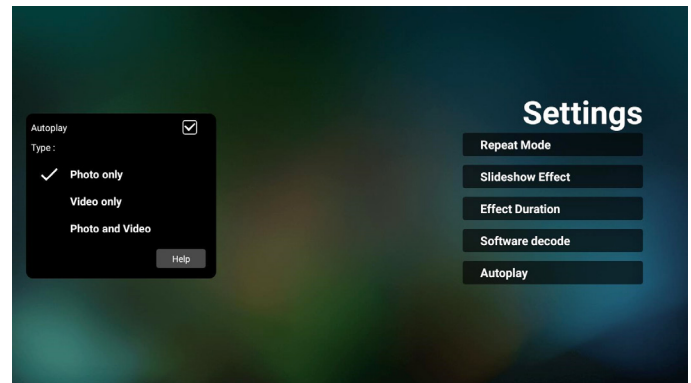 Autoplay
Type :
Photo only
Video only
Photo and Video
Help
Settings
Repeat Mode
Slideshow Effect
Effect Duration
Software decode
Autoplay